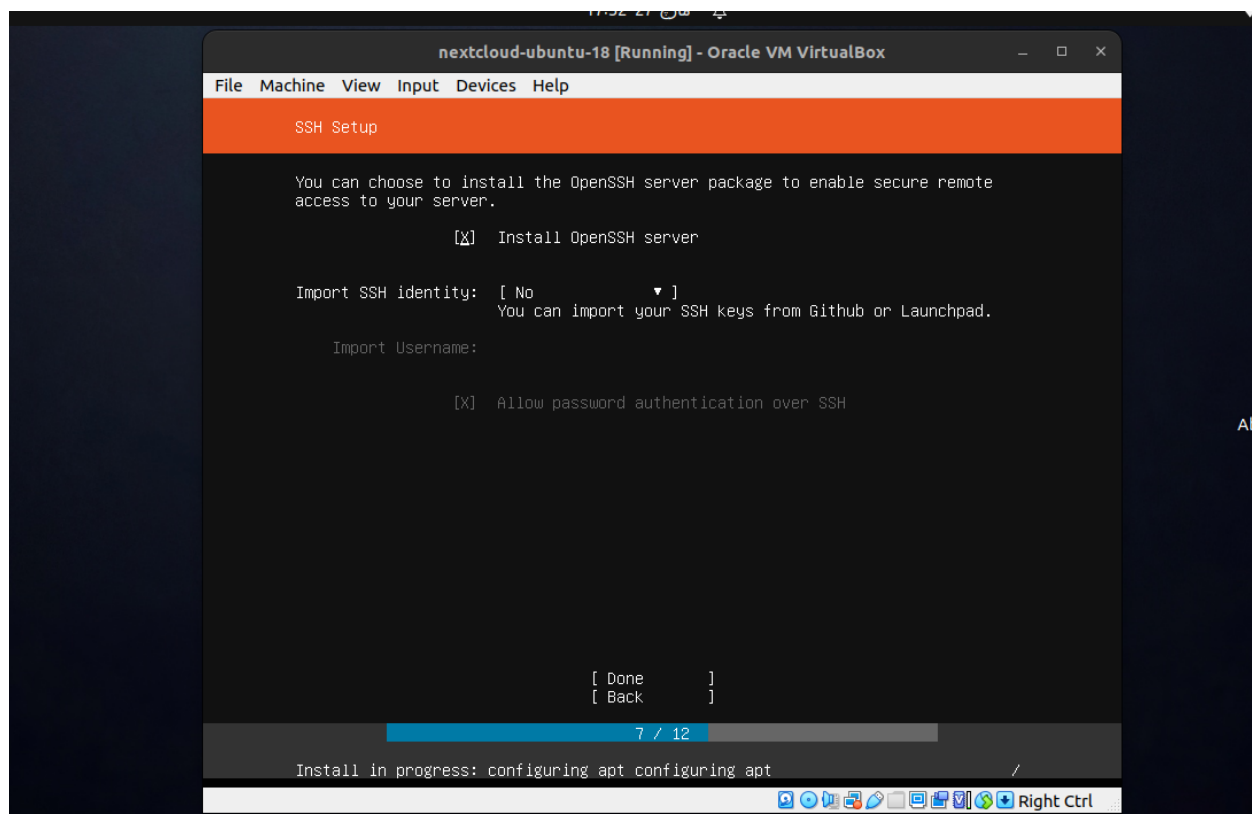 nextcloud-ubuntu-18 [Running] - Oracle VM VirtualBox
File Machine View Input Devices Help
SSH Setup
You can choose to install the OpenSSH server package to enable secure remote
access to your server.
[X] Install OpenSSH server
Import SSH identity: [ No ▾ ]
You can import your SSH keys from Github or Launchpad.
Import Username:
[X] Allow password authentication over SSH
[ Done ]
[ Back ]
7 / 12
Install in progress: configuring apt configuring apt /
Right Ctrl